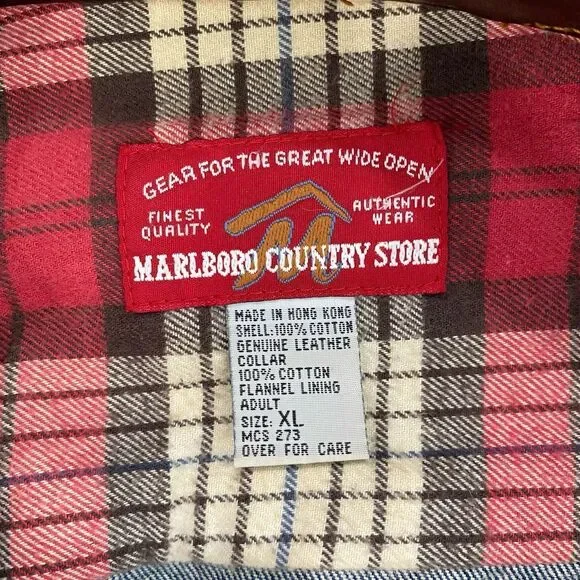 GEAR FOR THE GREAT WIDE OPEN
FINEST QUALITY
AUTHENTIC WEAR
MARLBORO COUNTRY STORE
MADE IN HONG KONG
SHELL:100% COTTON
GENUINE LEATHER
COLLAR
100% COTTON
FLANNEL LINING
ADULT
SIZE: XL
MCS 273
OVER FOR CARE